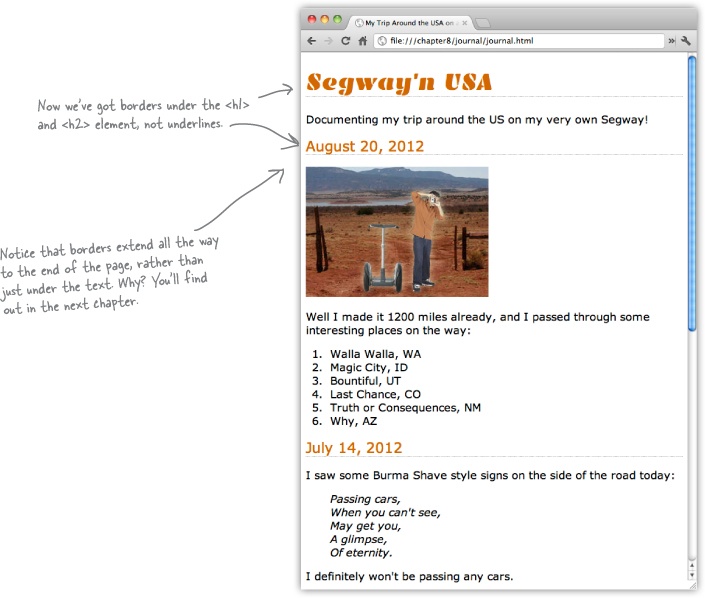 My Trip Around the USA on
file:///chapter8/journal/journal.html
Segway'n USA
Now we've got borders under the <h1>
and <h2> element, not underlines.
Documenting my trip around the US on my very own Segway!
August 20, 2012
Notice that borders extend all the way
to the end of the page, rather than
just under the text. Why? You'll find
out in the next chapter.
Well I made it 1200 miles already, and I passed through some
interesting places on the way:
1. Walla Walla, WA
2. Magic City, ID
3. Bountiful, UT
4. Last Chance, CO
5. Truth or Consequences, NM
6. Why, AZ
July 14, 2012
I saw some Burma Shave style signs on the side of the road today:
Passing cars,
When you can't see,
May get you,
A glimpse,
Of eternity.
I definitely won't be passing any cars.